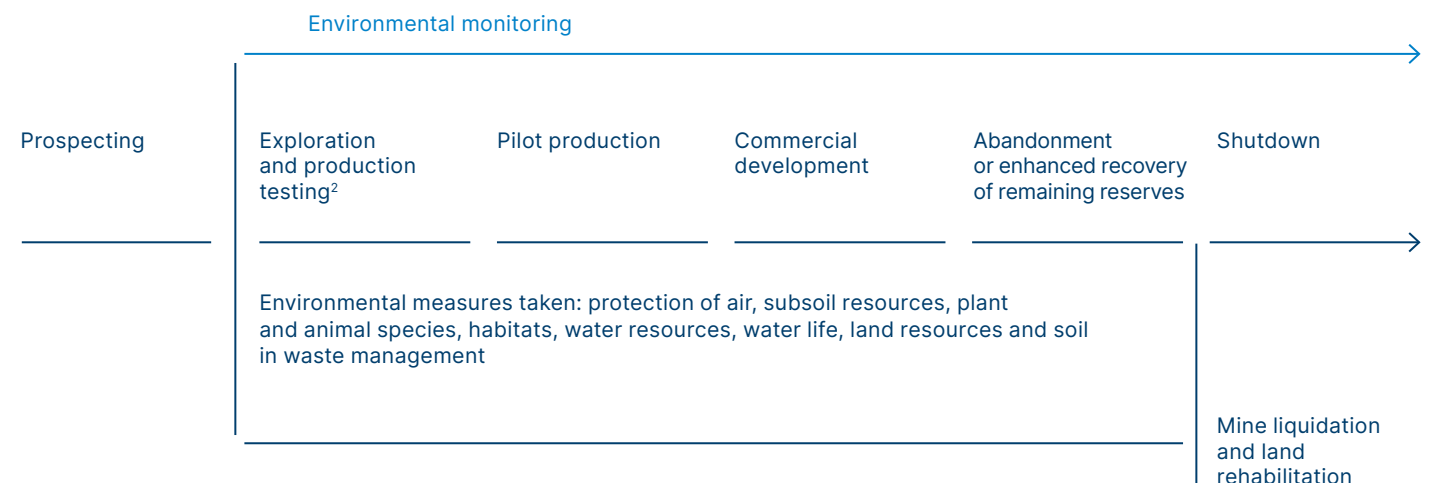 Environmental monitoring
Prospecting
Exploration
and production
testing²
Pilot production
Commercial
development
Abandonment
or enhanced recovery
of remaining reserves
Shutdown
Environmental measures taken: protection of air, subsoil resources, plant
and animal species, habitats, water resources, water life, land resources and soil
in waste management
Mine liquidation
and land
rehabilitation